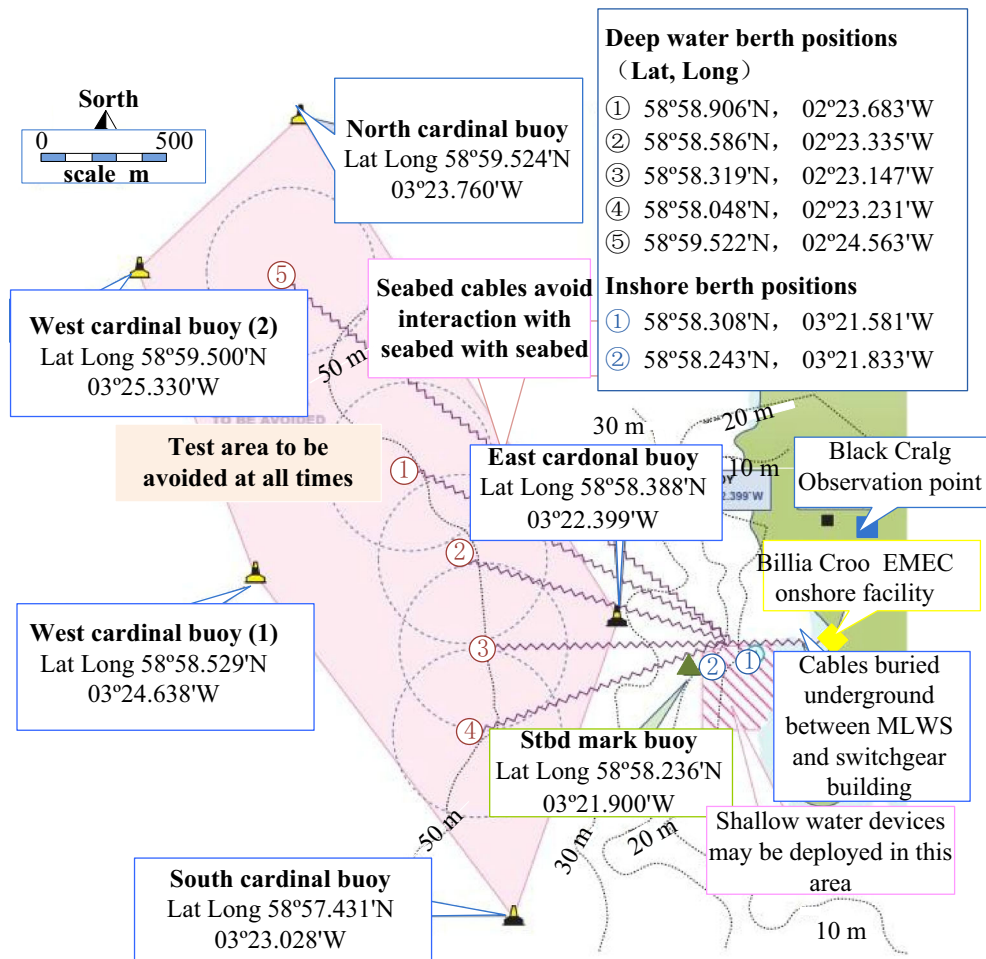 Sorth
0 500
scale m
North cardinal buoy
Lat Long 58º59.524'N
03º23.760'W
Deep water berth positions
（Lat, Long）
① 58º58.906'N， 02º23.683'W
② 58º58.586'N， 02º23.335'W
③ 58º58.319'N， 02º23.147'W
④ 58º58.048'N， 02º23.231'W
⑤ 58º59.522'N， 02º24.563'W
Inshore berth positions
① 58º58.308'N， 03º21.581'W
② 58º58.243'N， 03º21.833'W
West cardinal buoy (2)
Lat Long 58º59.500'N
03º25.330'W
⑤
Seabed cables avoid
interaction with
seabed with seabed
50 m
TO BE AVOIDED
Test area to be
avoided at all times
30 m
20 m
10 m
East cardonal buoy
Lat Long 58º58.388'N
03º22.399'W
2.399'W
Black Cralg
Observation point
①
②
③
④
Billia Croo EMEC
onshore facility
West cardinal buoy (1)
Lat Long 58º58.529'N
03º24.638'W
② ①
Cables buried
underground
between MLWS
and switchgear
building
Stbd mark buoy
Lat Long 58º58.236'N
03º21.900'W
50 m
30 m
20 m
Shallow water devices
may be deployed in this
area
South cardinal buoy
Lat Long 58º57.431'N
03º23.028'W
10 m